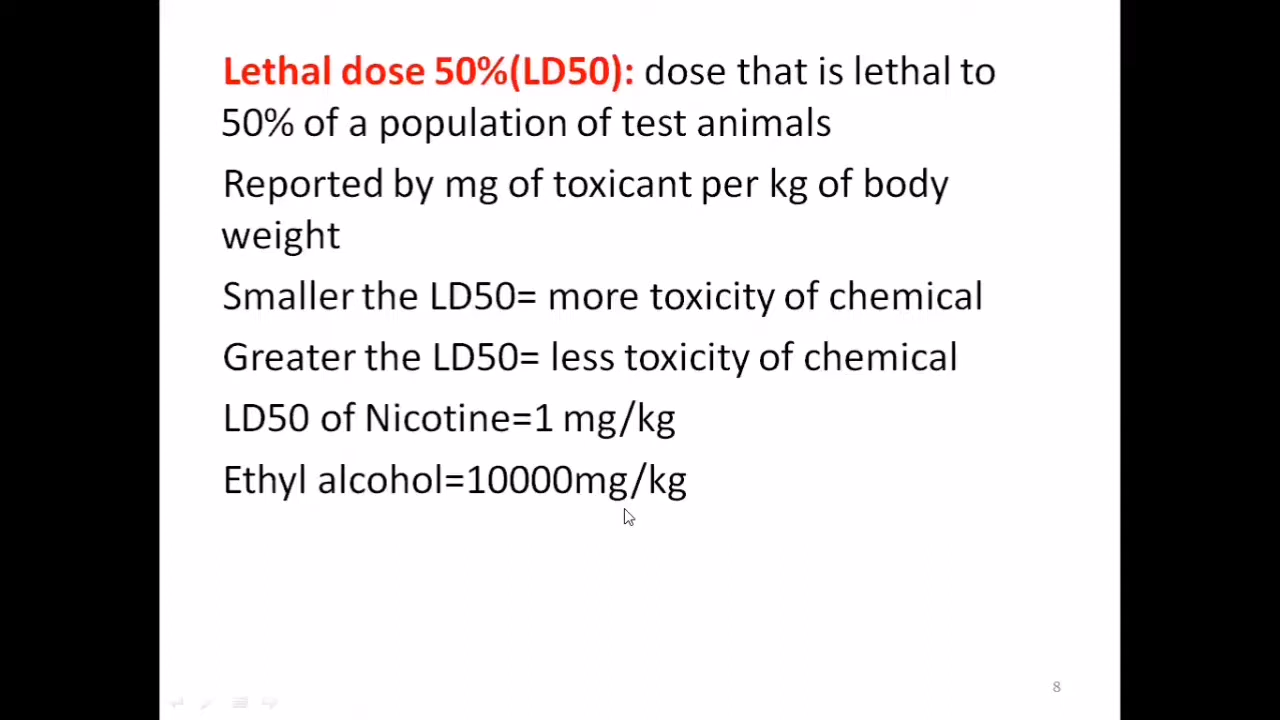 Lethal dose 50%(LD50): dose that is lethal to
50% of a population of test animals
Reported by mg of toxicant per kg of body
weight
Smaller the LD50= more toxicity of chemical
Greater the LD50= less toxicity of chemical
LD50 of Nicotine=1 mg/kg
Ethyl alcohol=10000mg/kg
8